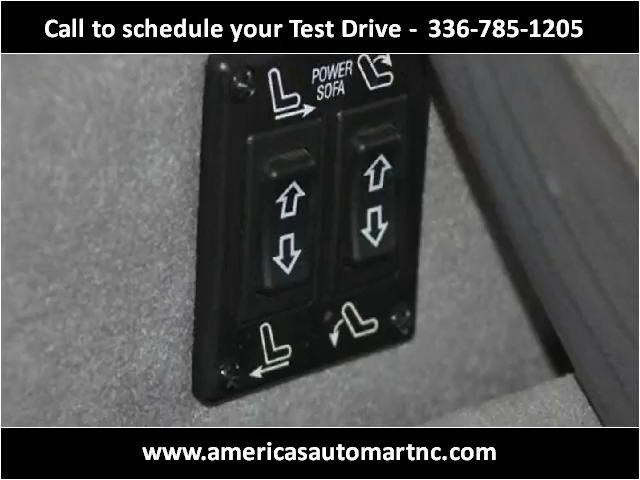 Call to schedule your Test Drive - 336-785-1205
POWER
SOFA
www.americasautomartnc.com